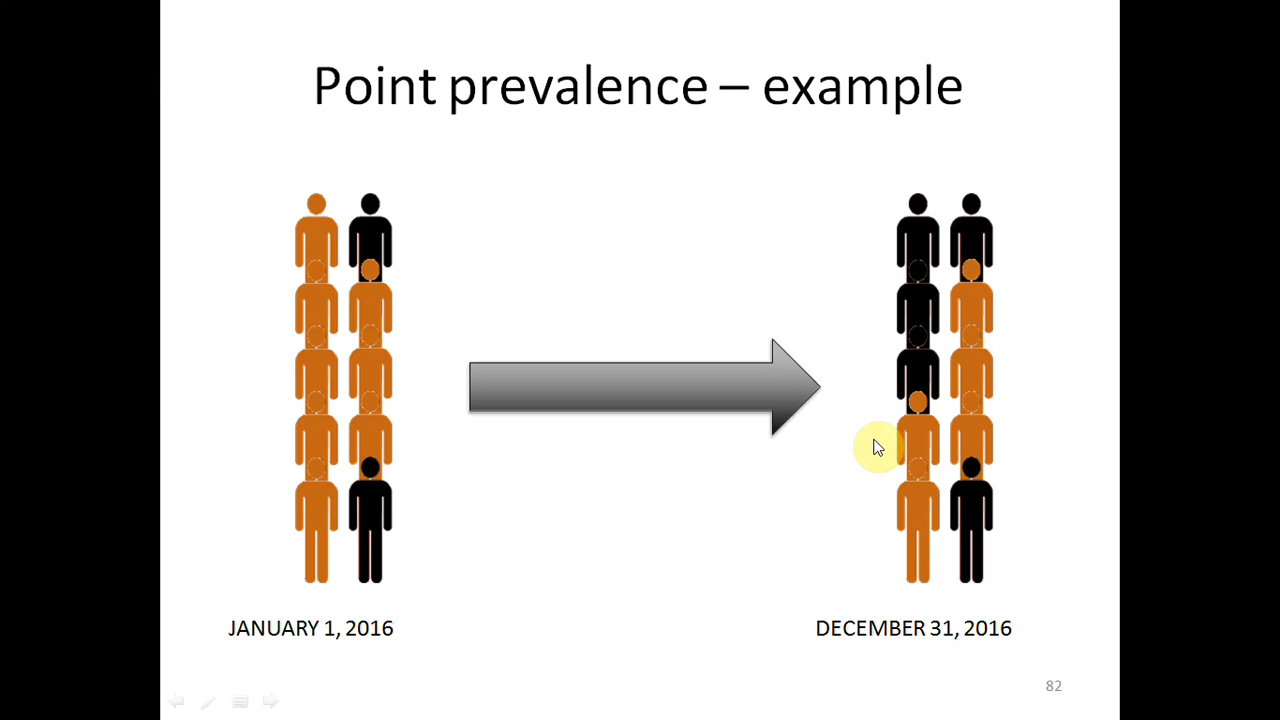 Point prevalence – example
JANUARY 1, 2016
DECEMBER 31, 2016
82